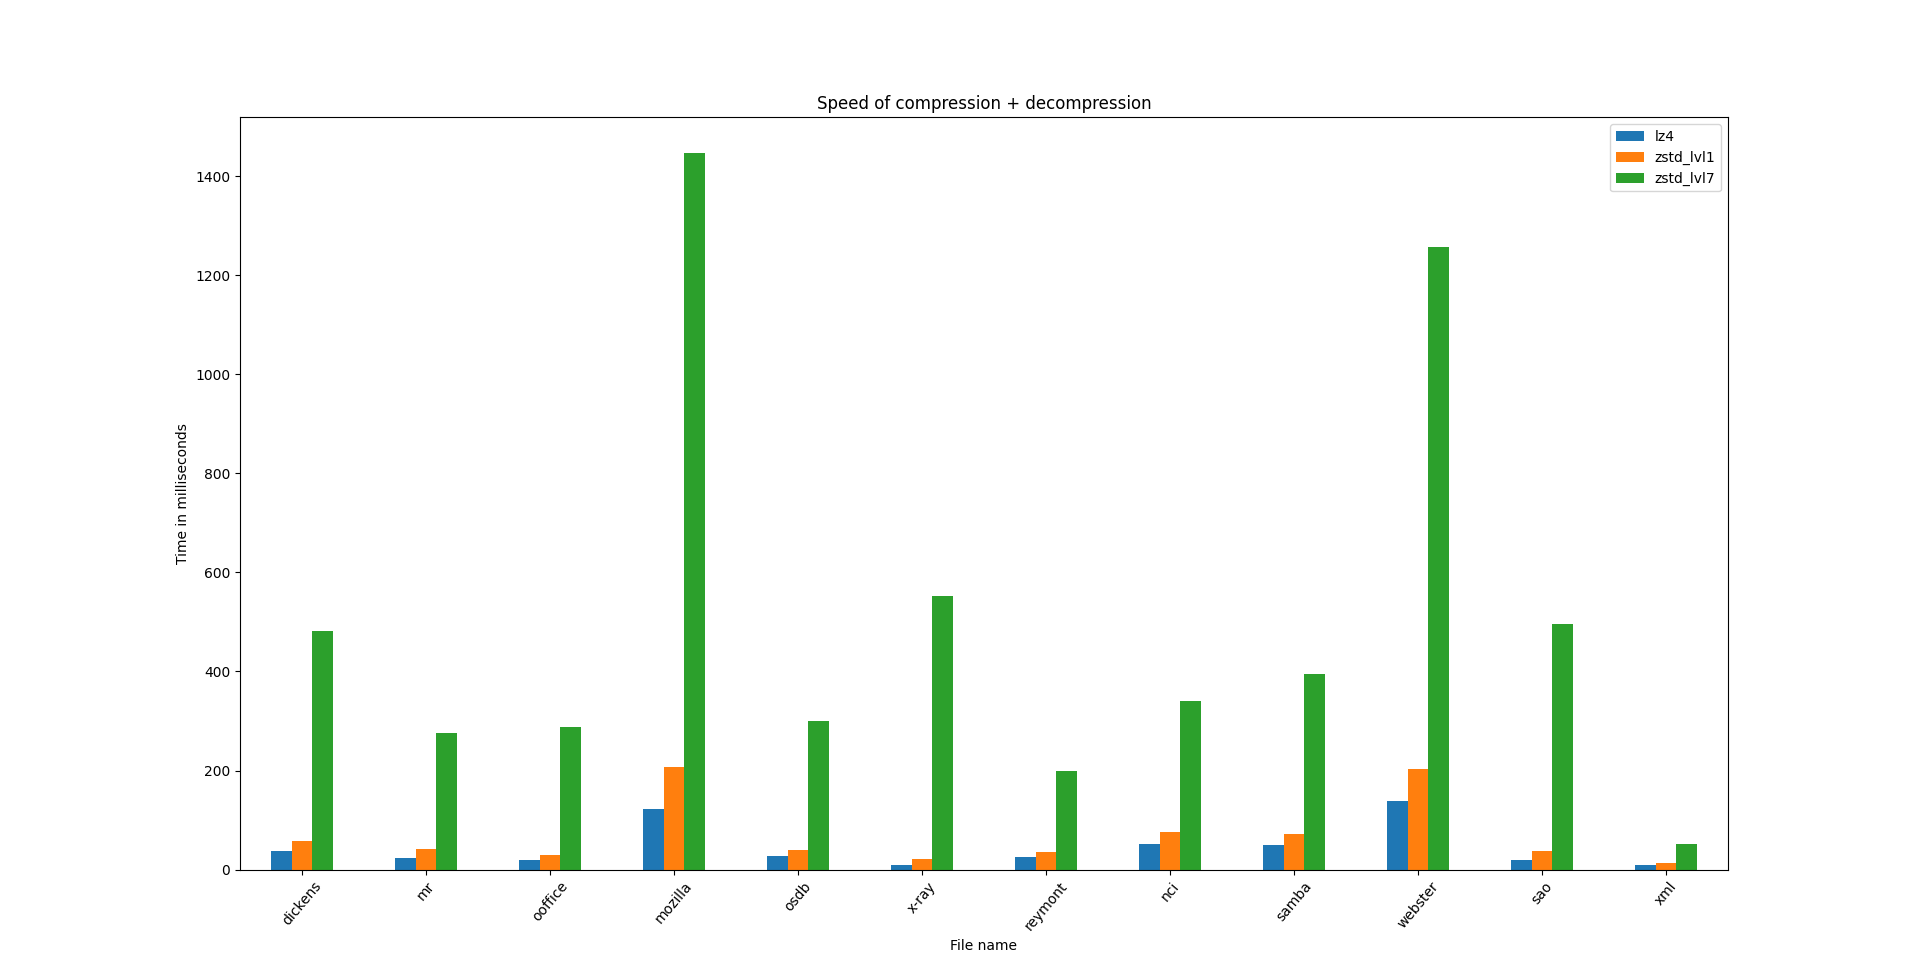 Speed of compression + decompression
lz4
zstd_lvl1
zstd_lvl7
1400
1200
1000
800
600
400
200
0
Time in milliseconds
dickens
mr
ooffice
mozilla
osdb
x-ray
reymont
nci
samba
webster
sao
xml
File name